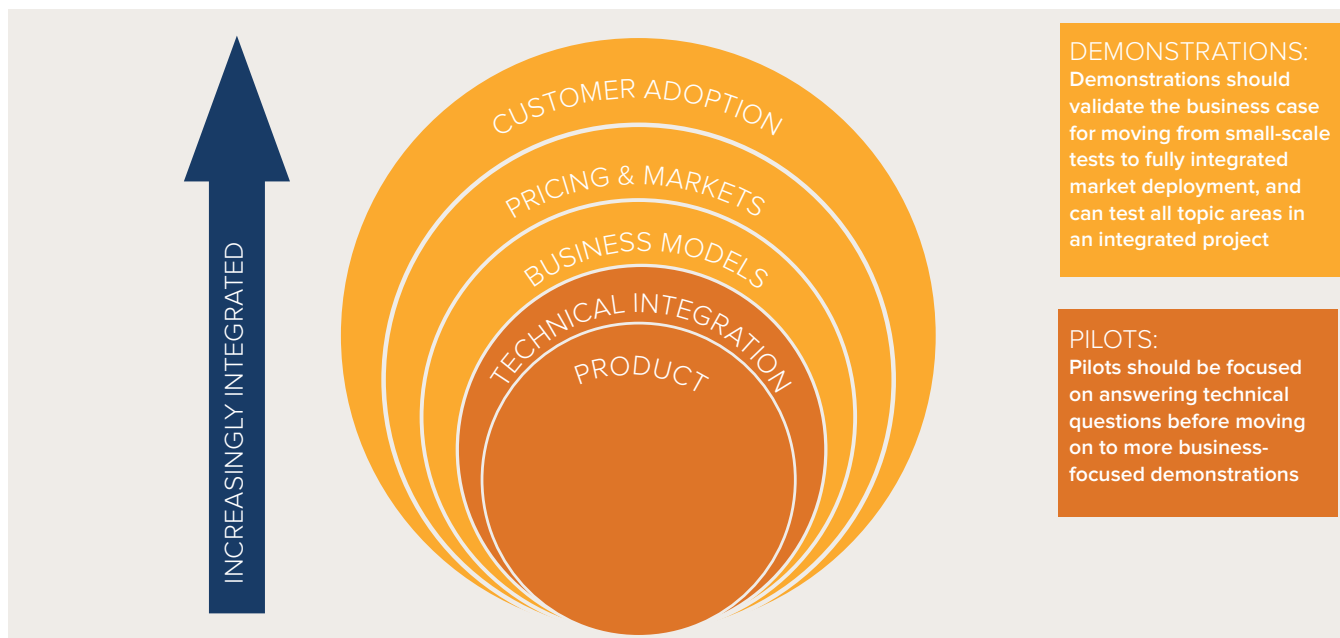 INCREASINGLY INTEGRATED
CUSTOMER ADOPTION
PRICING & MARKETS
BUSINESS MODELS
TECHNICAL INTEGRATION
PRODUCT
DEMONSTRATIONS:
Demonstrations should
validate the business case
for moving from small-scale
tests to fully integrated
market deployment, and
can test all topic areas in
an integrated project
PILOTS:
Pilots should be focused
on answering technical
questions before moving
on to more business-
focused demonstrations